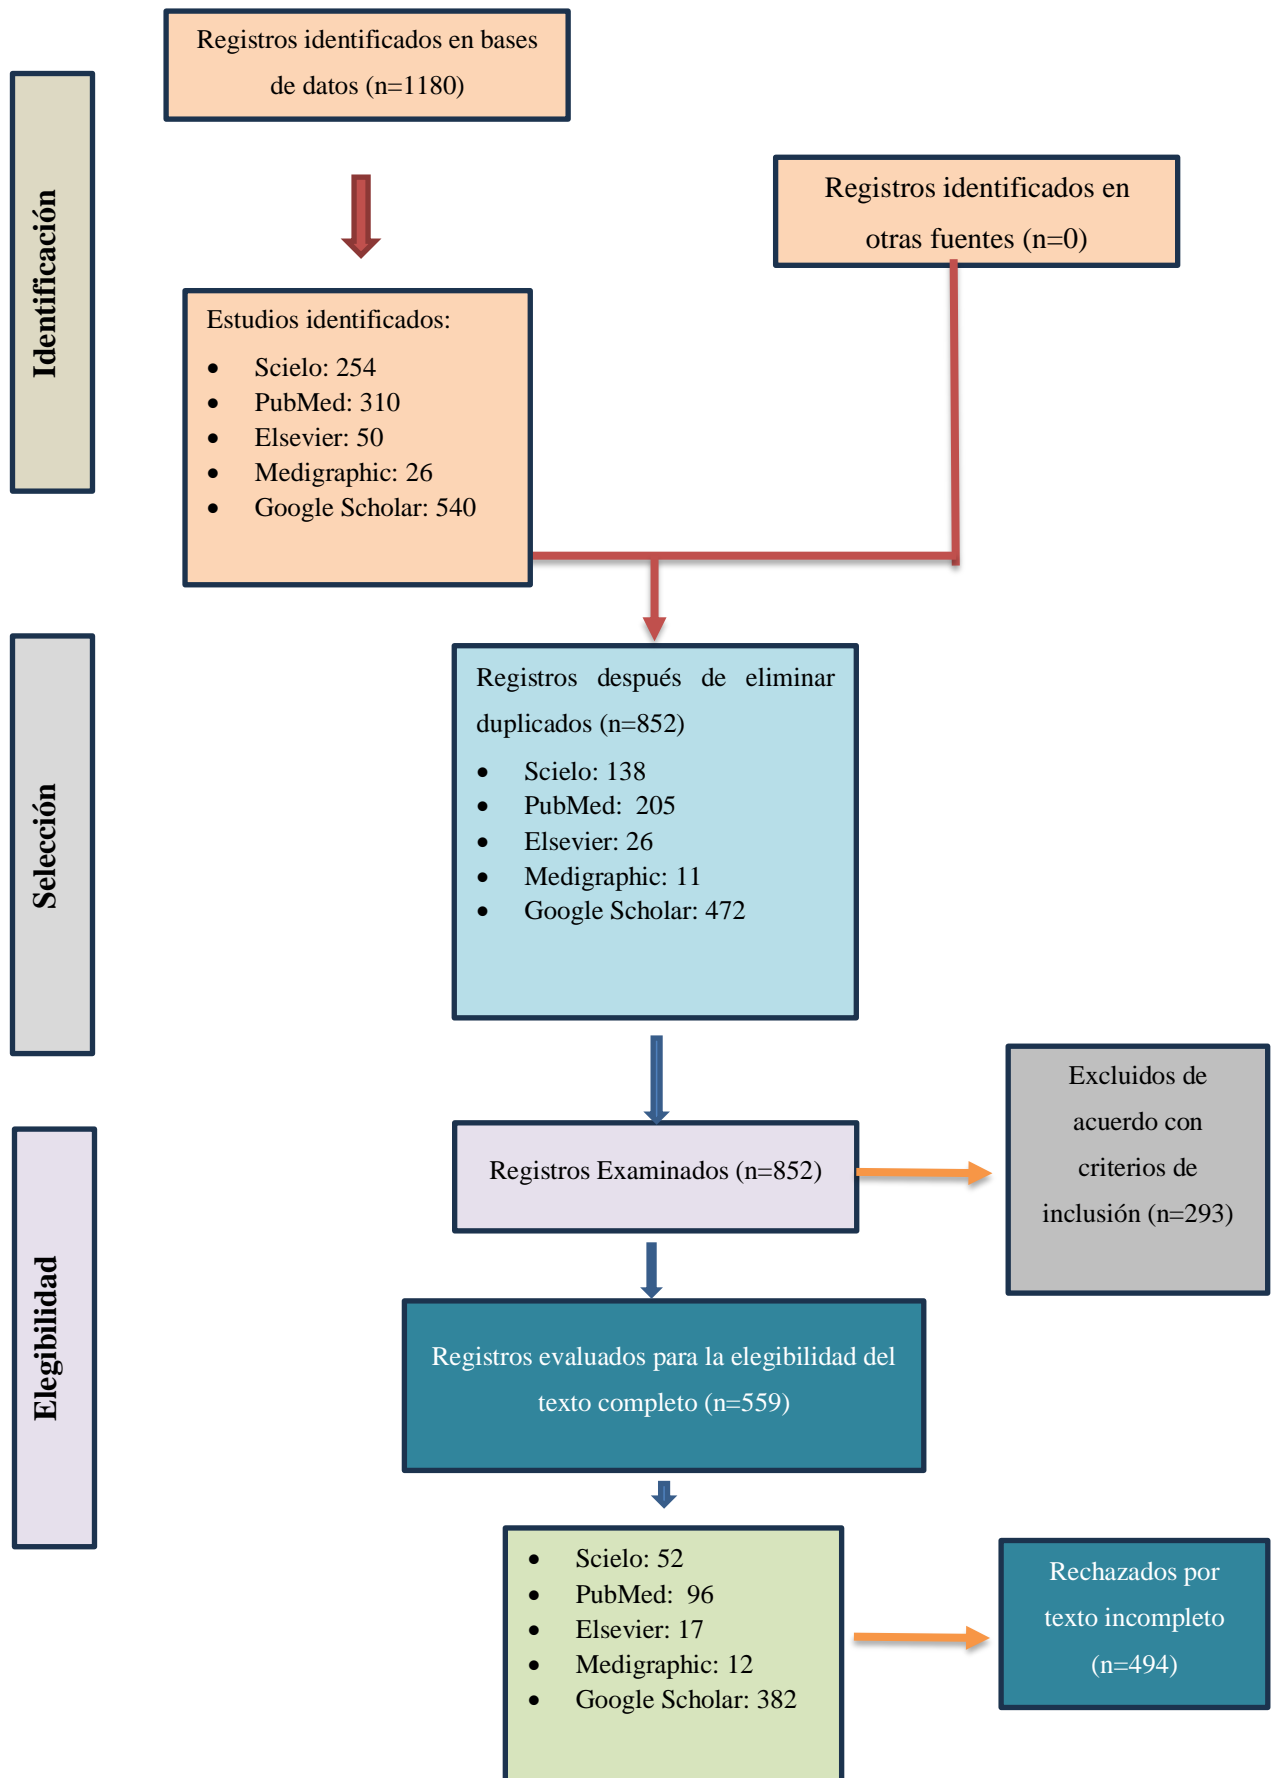 Registros identificados en bases
de datos (n=1180)
Identificación
Registros identificados en
otras fuentes (n=0)
Estudios identificados:
• Scielo: 254
• PubMed: 310
• Elsevier: 50
• Medigraphic: 26
• Google Scholar: 540
Selección
Registros después de eliminar
duplicados (n=852)
• Scielo: 138
• PubMed: 205
• Elsevier: 26
• Medigraphic: 11
• Google Scholar: 472
Excluidos de
acuerdo con
criterios de
inclusión (n=293)
Elegibilidad
Registros Examinados (n=852)
Registros evaluados para la elegibilidad del
texto completo (n=559)
• Scielo: 52
• PubMed: 96
• Elsevier: 17
• Medigraphic: 12
• Google Scholar: 382
Rechazados por
texto incompleto
(n=494)